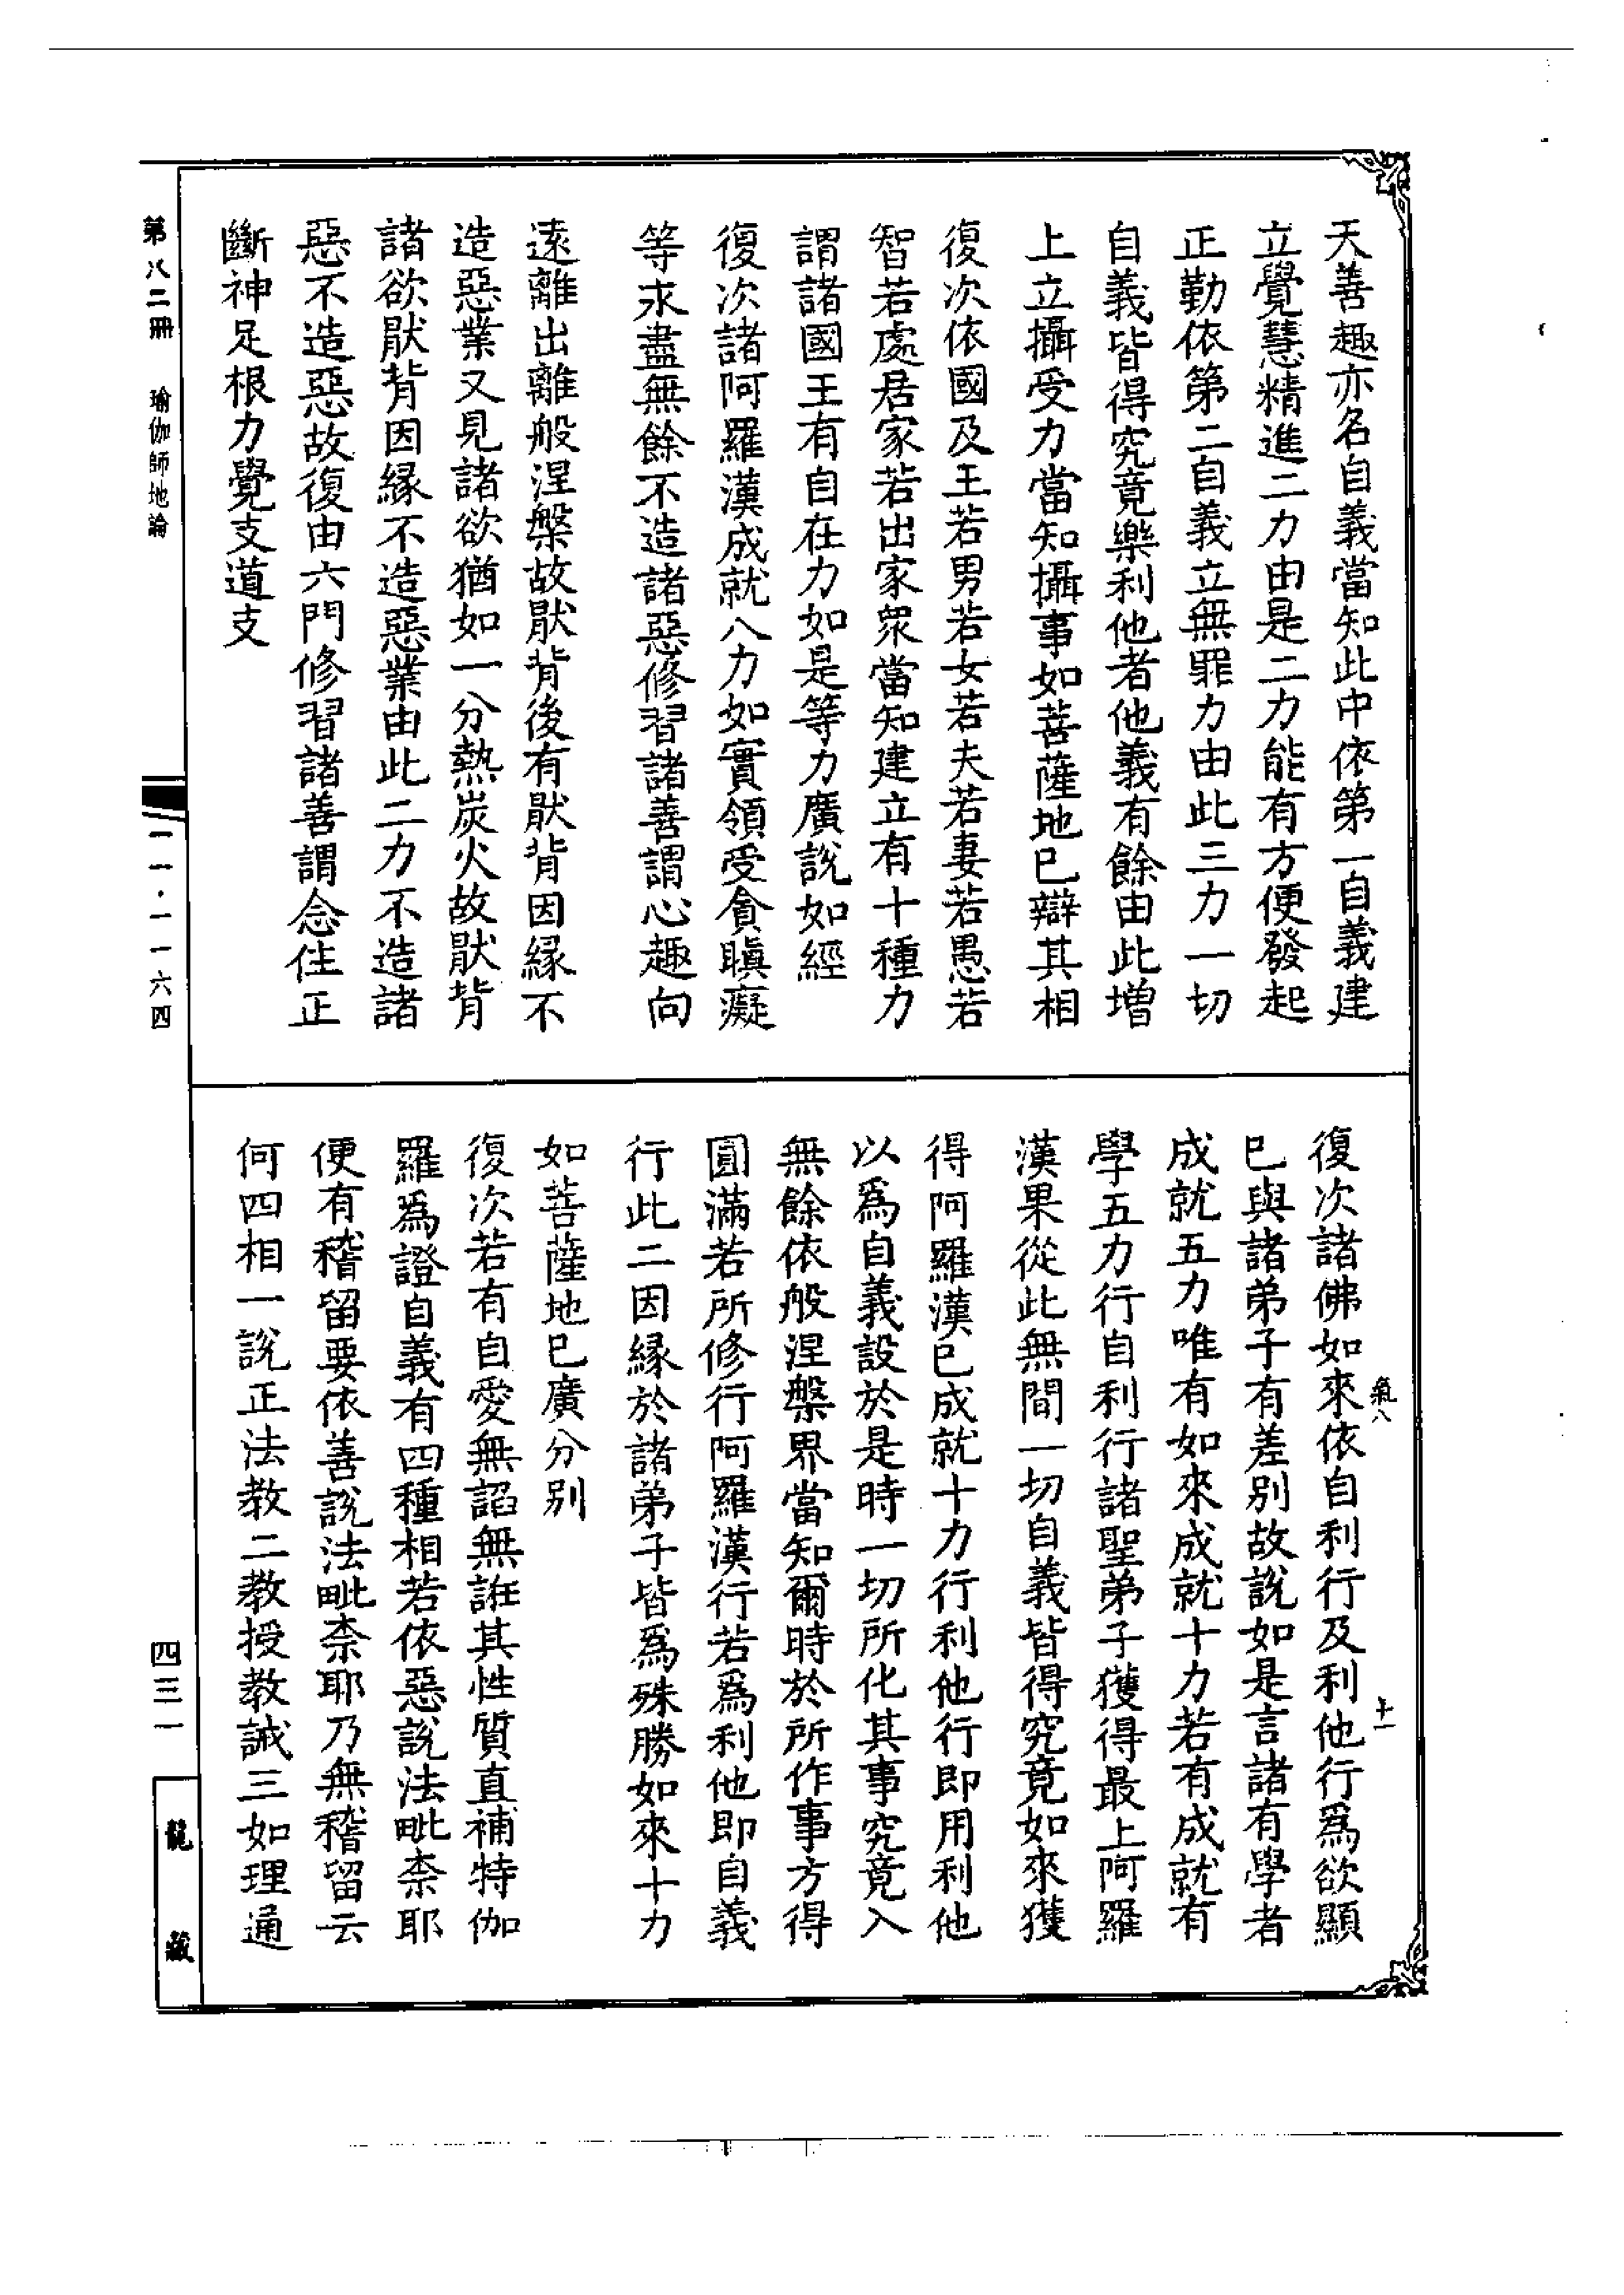 天善趣亦名自義當知此中依第一自義建
立覺慧精進二力由是二力能有方便發起
正勤依第二自義立無罪力由此三力一切
自義皆得究竟樂利他者他義有餘由此增
上立攝受力當知攝事如菩薩地已辯其相
復次依國及王若男若女若夫若妻若愚若
智若處居家若出家衆當知建立有十種力
謂諸國王有自在力如是等力廣說如經
復次諸阿羅漢成就八力如實領受貪瞋癡
等求盡無餘不造諸惡修習諸善謂心趣向
遠離出離般涅槃故猒背後有猒背因緣不
造惡業又見諸欲猶如一分熱炭火故猒背
諸欲猒背因緣不造惡業由此二力不造諸
惡不造惡故復由六門修習諸善謂念住正
斷神足根力覺支道支
氣八
十一
復次諸佛如來依自利行及利他行爲欲顯
已與諸弟子有差別故說如是言諸有學者
成就五力唯有如來成就十力若有成就有
學五力行自利行諸聖弟子獲得最上阿羅
漢果從此無間一切自義皆得究竟如來獲
得阿羅漢已成就十力行利他行即用利他
以爲自義設於是時一切所化其事究竟入
無餘依般涅槃界當知爾時於所作事方得
圓滿若所修行阿羅漢行若爲利他即自義
行此二因緣於諸弟子皆爲殊勝如來十力
如菩薩地已廣分別
復次若有自愛無諂無誑其性質直補特伽
羅爲證自義有四種相若依惡說法毗柰耶
便有稽留要依善說法毗柰耶乃無稽留云
何四相一說正法教二教授教誡三如理通
第八二冊
瑜伽師地論
一一·一一六四
四三一
龍藏